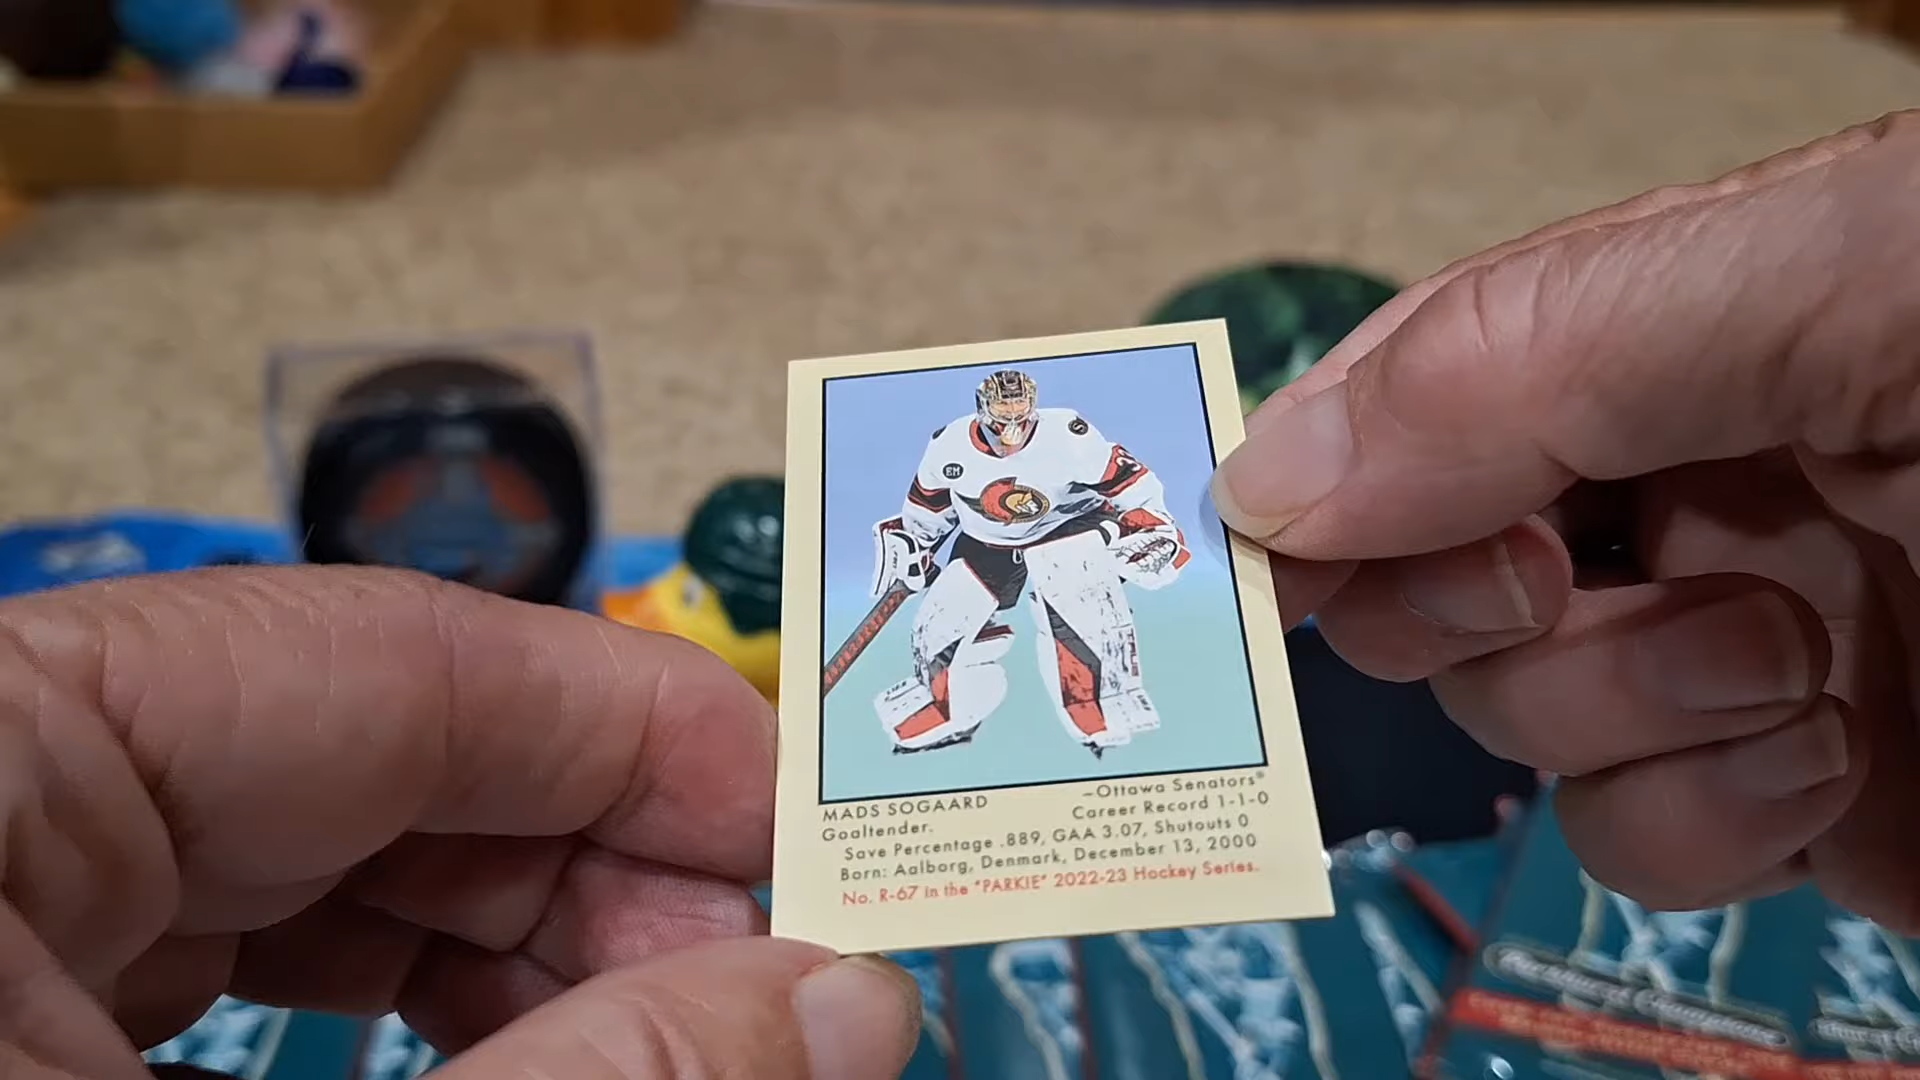 EM
S
MADS SOGAARD
Goaltender.
–Ottawa Senators®
Career Record 1-1-0
Save Percentage .889, GAA 3.07, Shutouts 0
Born: Aalborg, Denmark, December 13, 2000
No. R-67 in the "PARKIE" 2022-23 Hockey Series.